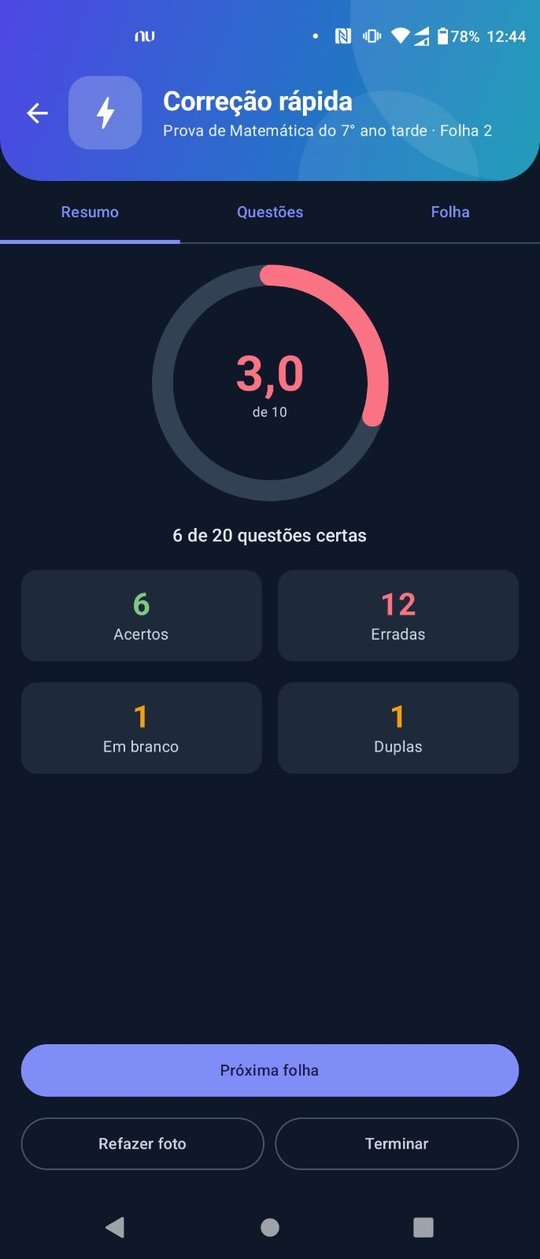 nu 78% 12:44
Correção rápida
Prova de Matemática do 7° ano tarde · Folha 2
Resumo Questões Folha
3,0
de 10
6 de 20 questões certas
6 12
Acertos Erradas
1 1
Em branco Duplas
Próxima folha
Refazer foto Terminar